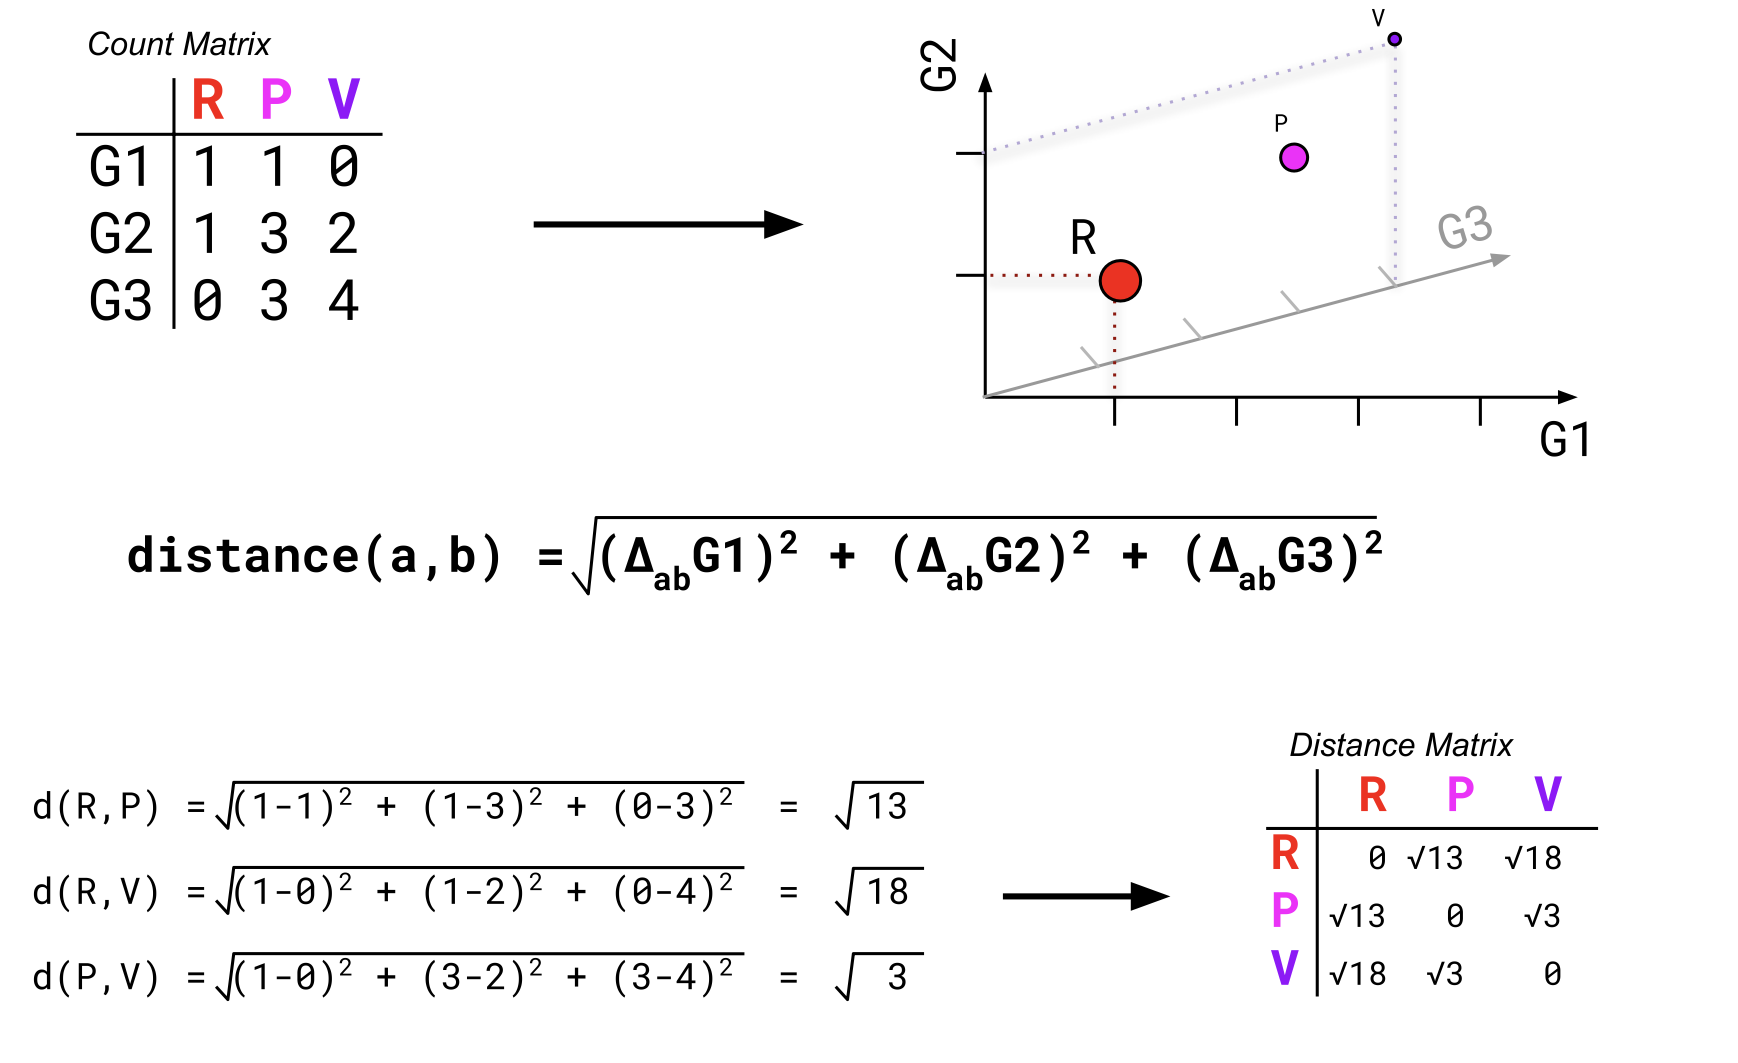 Count Matrix
R P V
G1 1 1 0
G2 1 3 2
G3 0 3 4
G2
V
P
R
G3
G1
distance(a,b) =√(ΔabG1)² + (ΔabG2)² + (ΔabG3)²
d(R,P) =√(1-1)² + (1-3)² + (0-3)² = √13
d(R,V) =√(1-0)² + (1-2)² + (0-4)² = √18
d(P,V) =√(1-0)² + (3-2)² + (3-4)² = √3
Distance Matrix
R P V
R 0 √13 √18
P √13 0 √3
V √18 √3 0